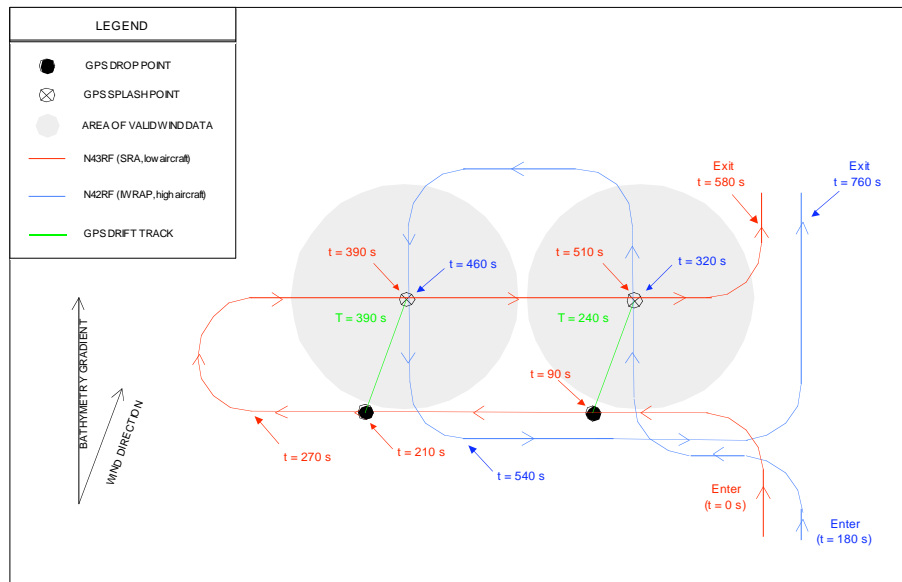 LEGEND
GPS DROP POINT
GPS SPLASH POINT
AREA OF VALID WIND DATA
N43RF (SRA, low aircraft)
N42RF (IWRAP, high aircraft)
GPS DRIFT TRACK
Exit
t = 580 s
Exit
t = 760 s
t = 390 s
t = 460 s
t = 510 s
t = 320 s
T = 390 s
T = 240 s
t = 90 s
BATHYMETRY GRADIENT
WIND DIRECTION
t = 270 s
t = 210 s
t = 540 s
Enter
(t = 0 s)
Enter
(t = 180 s)